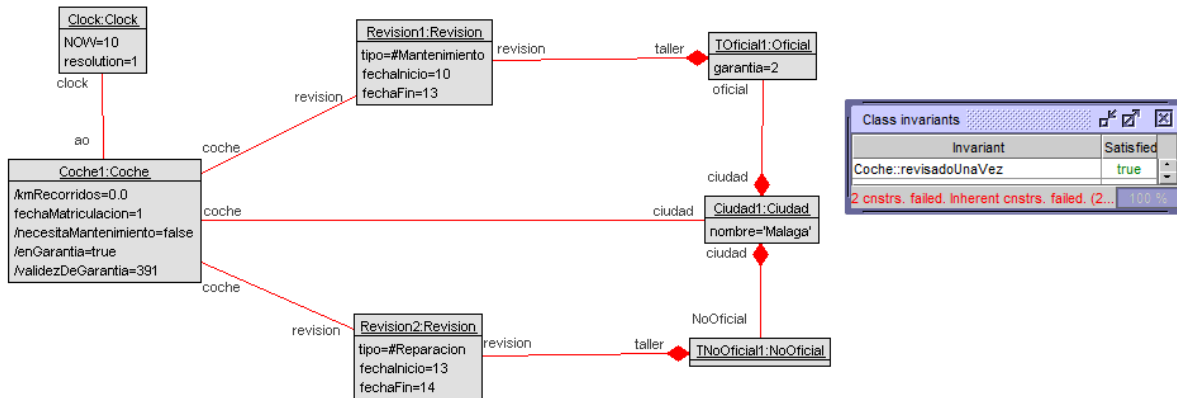 Clock:Clock
NOW=10
resolution=1
clock
ao
Revision1:Revision
tipo=#Mantenimiento
fechaInicio=10
fechaFin=13
revision
coche
revision
taller
TOficial1:Oficial
garantia=2
oficial
ciudad
Class invariants
Invariant
Satisfied
Coche::revisadoUnaVez
true
2 cnstrs. failed. Inherent cnstrs. failed. (2...
100 %
Coche1:Coche
/kmRecorridos=0.0
fechaMatriculacion=1
/necesitaMantenimiento=false
/enGarantia=true
/validezDeGarantia=391
coche
ciudad
Ciudad1:Ciudad
nombre='Malaga'
ciudad
coche
revision
Revision2:Revision
tipo=#Reparacion
fechaInicio=13
fechaFin=14
revision
taller
NoOficial
TNoOficial1:NoOficial